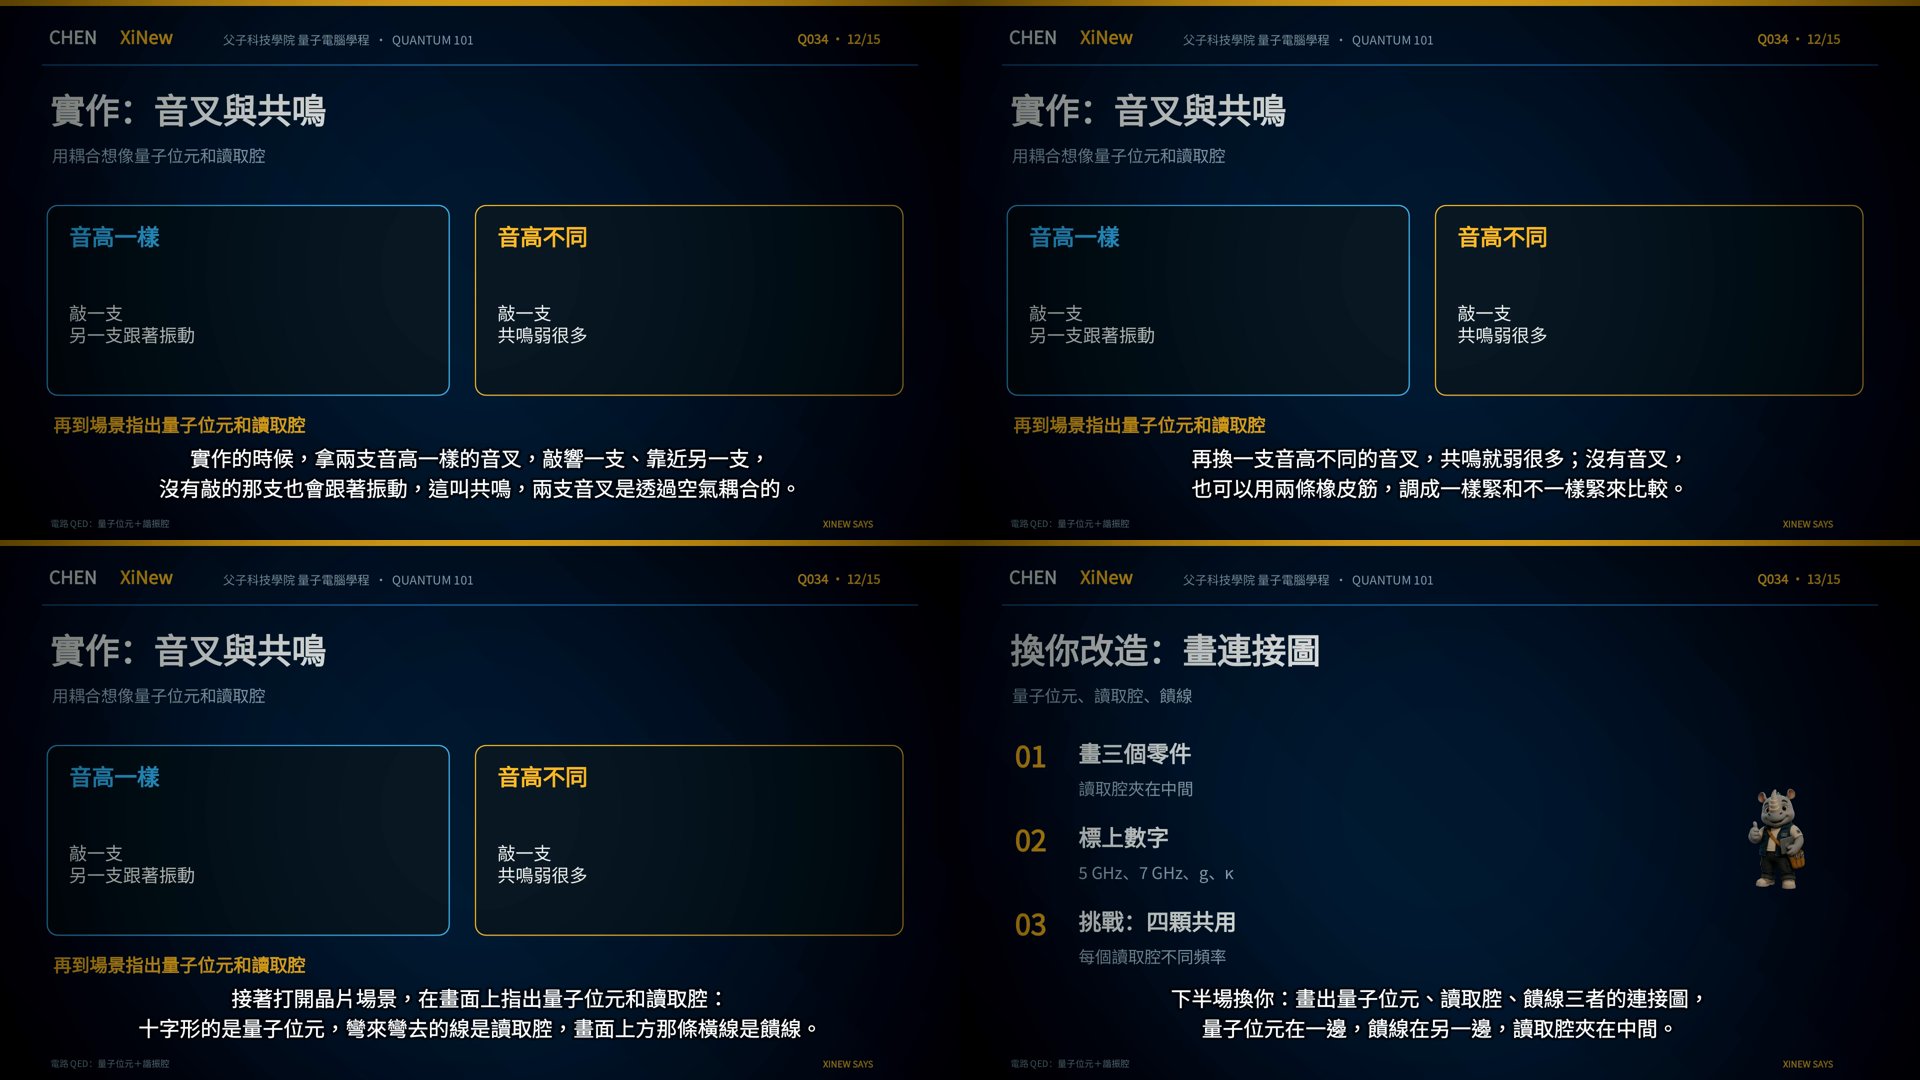 CHEN XiNew 父子科技學院 量子電腦學程 · QUANTUM 101 Q034 · 12/15
實作：音叉與共鳴
用耦合想像量子位元和讀取腔
音高一樣
敲一支
另一支跟著振動
音高不同
敲一支
共鳴弱很多
再到場景指出量子位元和讀取腔
實作的時候，拿兩支音高一樣的音叉，敲響一支、靠近另一支，
沒有敲的那支也會跟著振動，這叫共鳴，兩支音叉是透過空氣耦合的。
電路 QED：量子位元＋諧振腔 XINEW SAYS
CHEN XiNew 父子科技學院 量子電腦學程 · QUANTUM 101 Q034 · 12/15
實作：音叉與共鳴
用耦合想像量子位元和讀取腔
音高一樣
敲一支
另一支跟著振動
音高不同
敲一支
共鳴弱很多
再到場景指出量子位元和讀取腔
再換一支音高不同的音叉，共鳴就弱很多；沒有音叉，
也可以用兩條橡皮筋，調成一樣緊和不一樣緊來比較。
電路 QED：量子位元＋諧振腔 XINEW SAYS
CHEN XiNew 父子科技學院 量子電腦學程 · QUANTUM 101 Q034 · 12/15
實作：音叉與共鳴
用耦合想像量子位元和讀取腔
音高一樣
敲一支
另一支跟著振動
音高不同
敲一支
共鳴弱很多
再到場景指出量子位元和讀取腔
接著打開晶片場景，在畫面上指出量子位元和讀取腔：
十字形的是量子位元，彎來彎去的線是讀取腔，畫面上方那條橫線是饋線。
電路 QED：量子位元＋諧振腔 XINEW SAYS
CHEN XiNew 父子科技學院 量子電腦學程 · QUANTUM 101 Q034 · 13/15
換你改造：畫連接圖
量子位元、讀取腔、饋線
01 畫三個零件
讀取腔夾在中間
02 標上數字
5 GHz、7 GHz、g、κ
03 挑戰：四顆共用
每個讀取腔不同頻率
下半場換你：畫出量子位元、讀取腔、饋線三者的連接圖，
量子位元在一邊，饋線在另一邊，讀取腔夾在中間。
電路 QED：量子位元＋諧振腔 XINEW SAYS